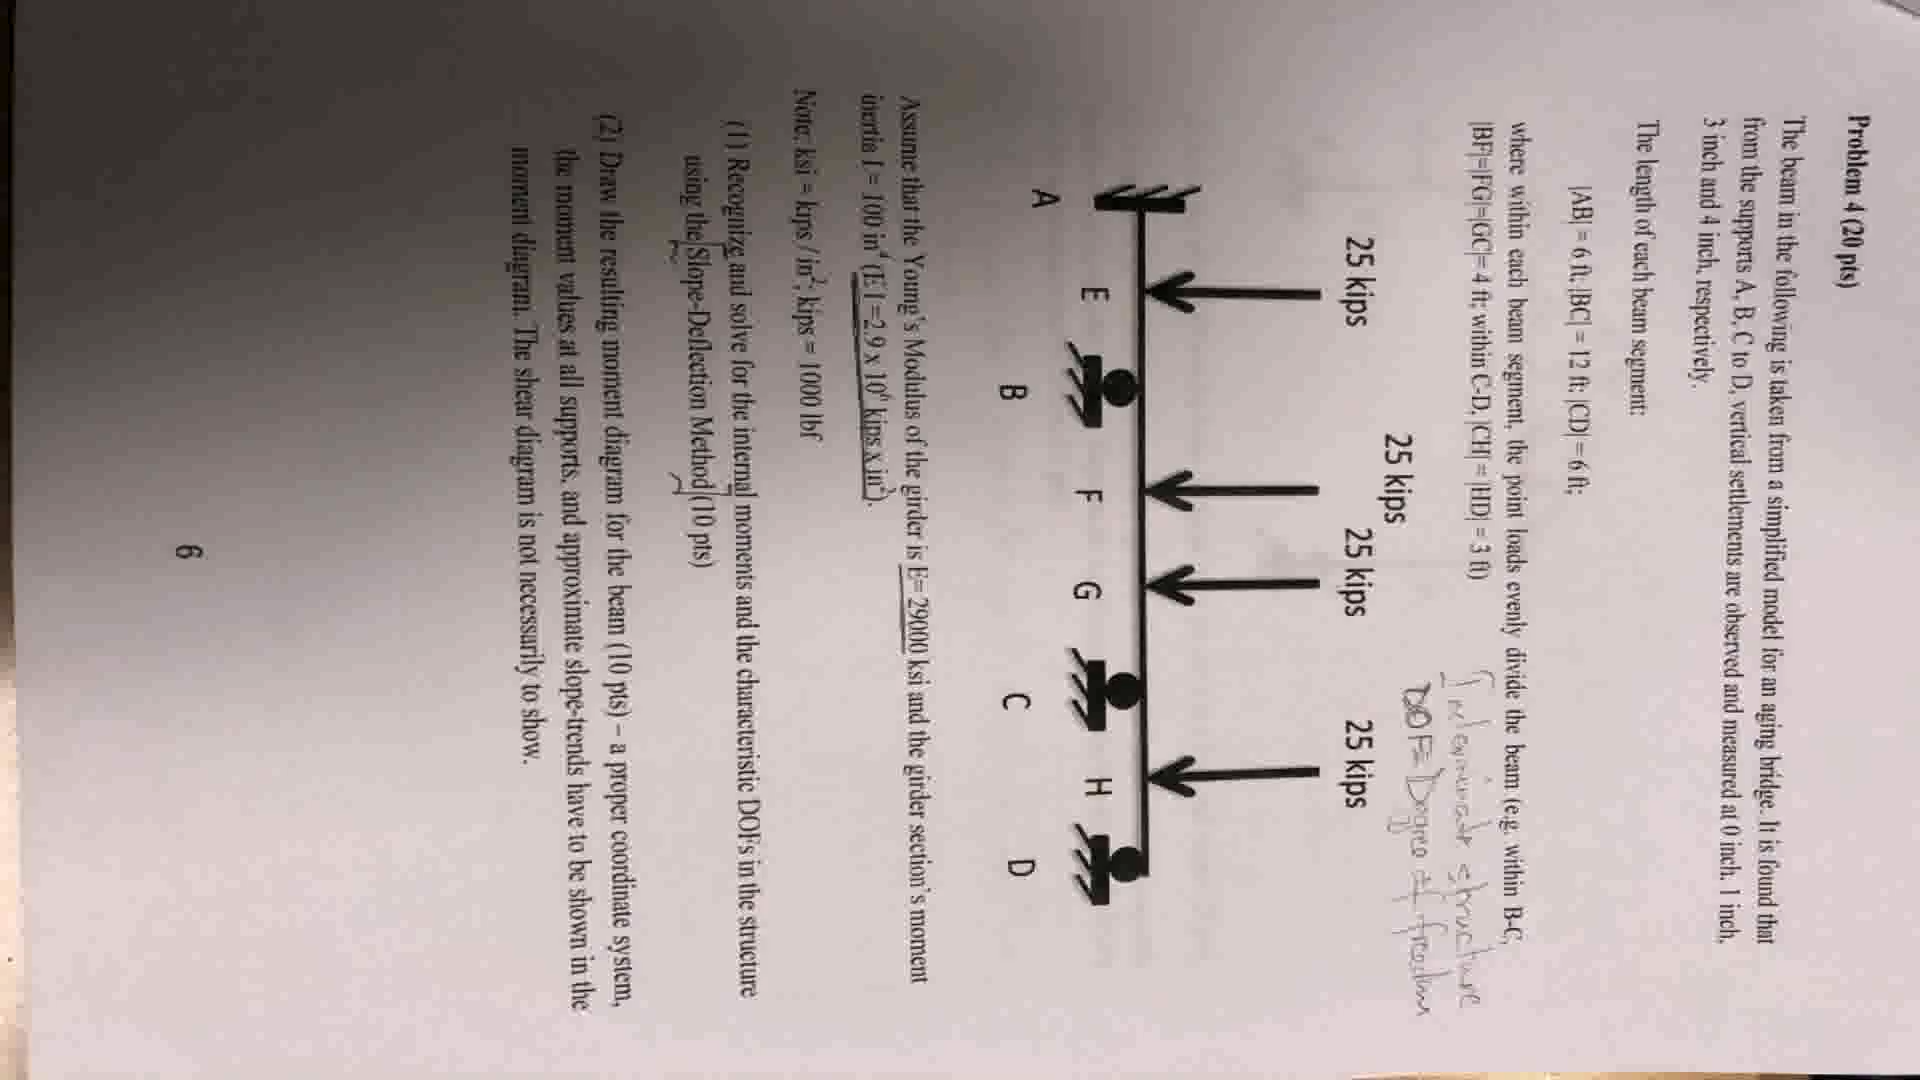 Problem 4 (20 pts)
The beam in the following is taken from a simplified model for an aging bridge. It is found that
from the supports A, B, C to D, vertical settlements are observed and measured at 0 inch, 1 inch,
3 inch and 4 inch, respectively.
The length of each beam segment:
|AB| = 6 ft; |BC| = 12 ft; |CD| = 6 ft;
where within each beam segment, the point loads evenly divide the beam (e.g. within B-C,
|BF|=|FG|=|GC|= 4 ft; within C-D, |CH| = |HD| = 3 ft)
Indeterminate structure
DOF = Degree of freedom
25 kips
25 kips
25 kips
25 kips
A
E
B
F
G
C
H
D
Assume that the Young's Modulus of the girder is E= 29000 ksi and the girder section's moment
inertia I = 100 in⁴ (E I =2.9 x 10⁶ kips x in²).
Note: ksi = kips / in², kips = 1000 lbf
(1) Recognize and solve for the internal moments and the characteristic DOFs in the structure
using the Slope-Deflection Method (10 pts)
(2) Draw the resulting moment diagram for the beam (10 pts) – a proper coordinate system,
the moment values at all supports, and approximate slope-trends have to be shown in the
moment diagram. The shear diagram is not necessarily to show.
6